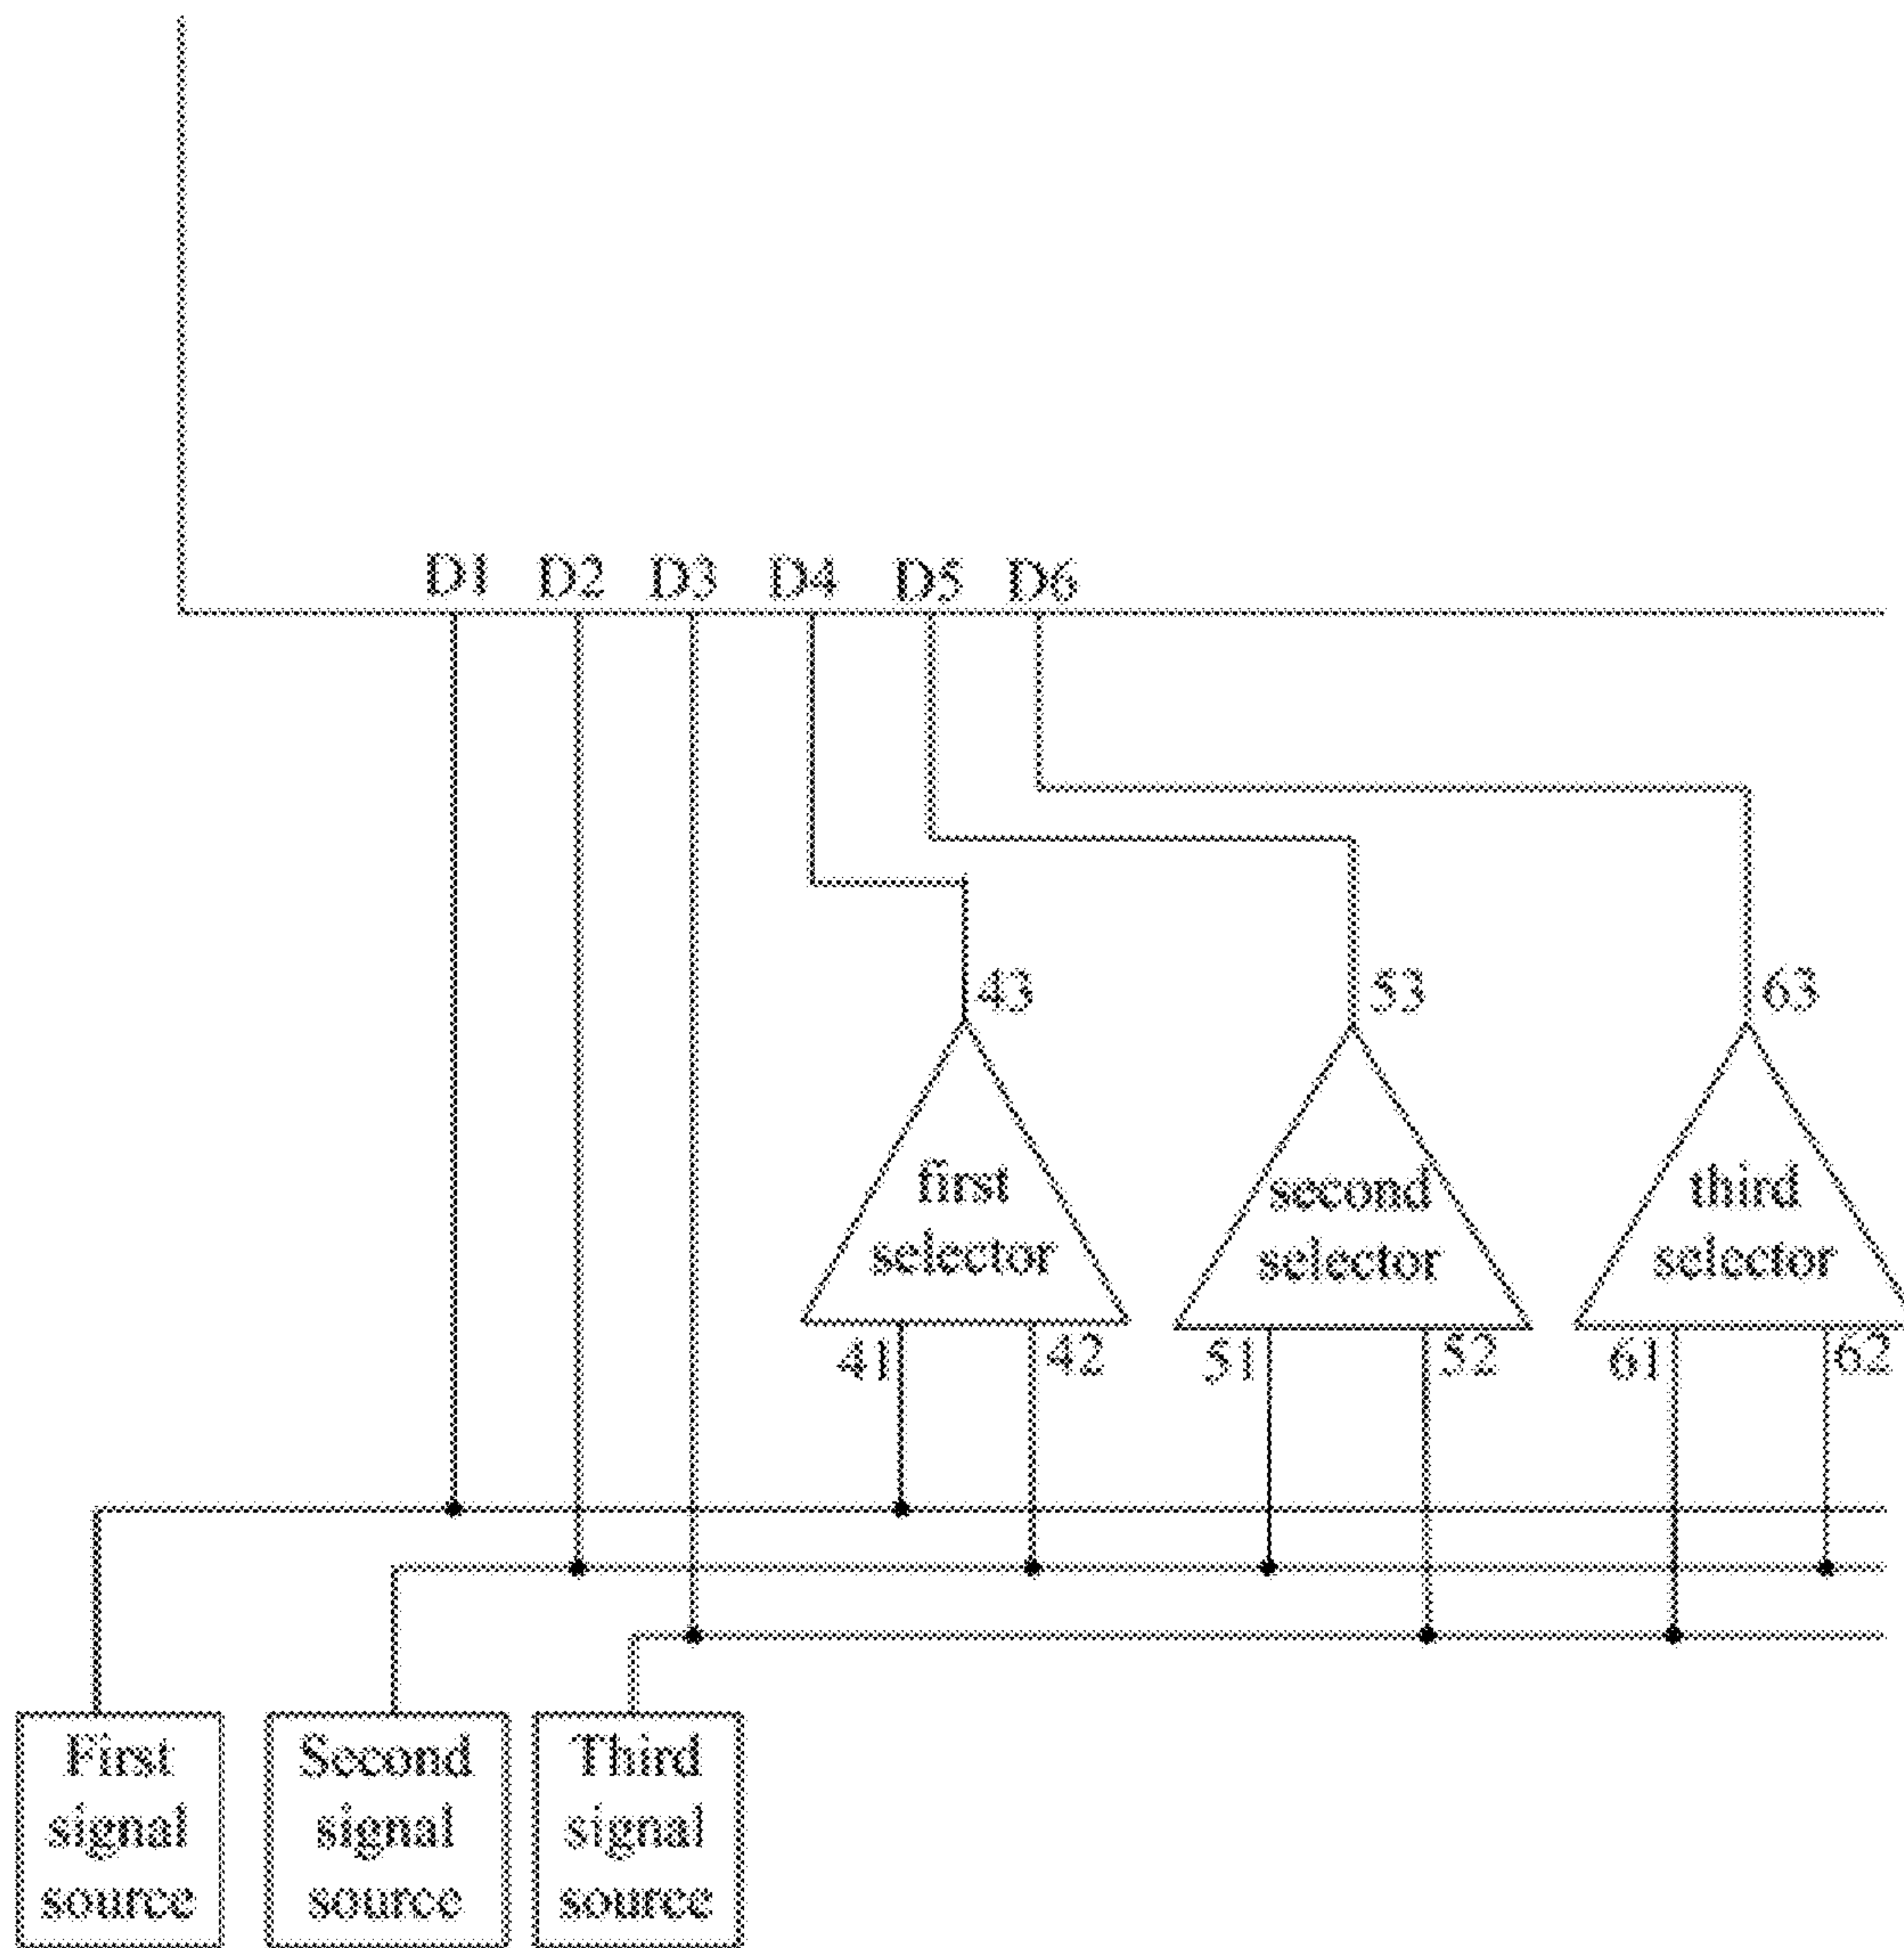 D1 D2 D3 D4 D5 D6
43 53 63
first
selector
second
selector
third
selector
41 42 51 52 61 62
First
signal
source
Second
signal
source
Third
signal
source